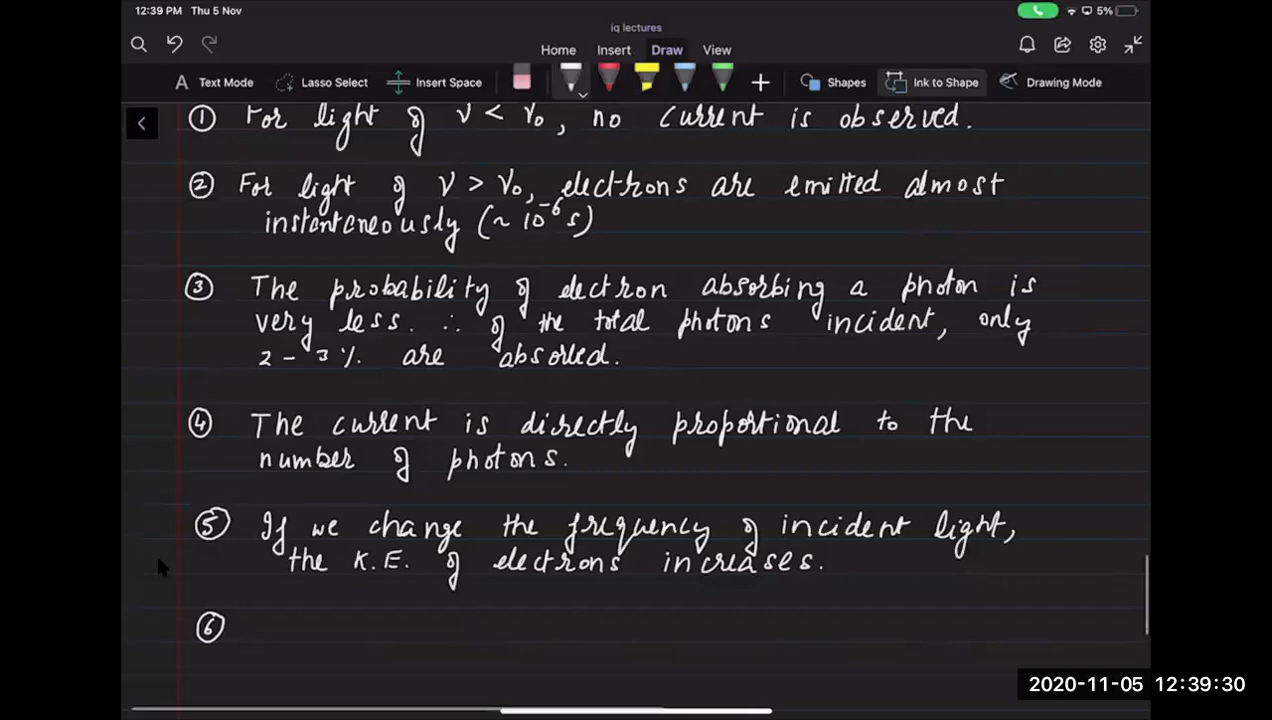 12:39 PM Thu 5 Nov
5%
iq lectures
Home Insert Draw View
Text Mode Lasso Select Insert Space Shapes Ink to Shape Drawing Mode
① For light of ν < ν₀, no current is observed.
② For light of ν > ν₀, electrons are emitted almost
instantaneously (~ 10⁻⁶ s)
③ The probability of electron absorbing a photon is
very less. ∴ of the total photons incident, only
2 - 3 % are absorbed.
④ The current is directly proportional to the
number of photons.
⑤ If we change the frequency of incident light,
the K.E. of electrons increases.
⑥
2020-11-05 12:39:30